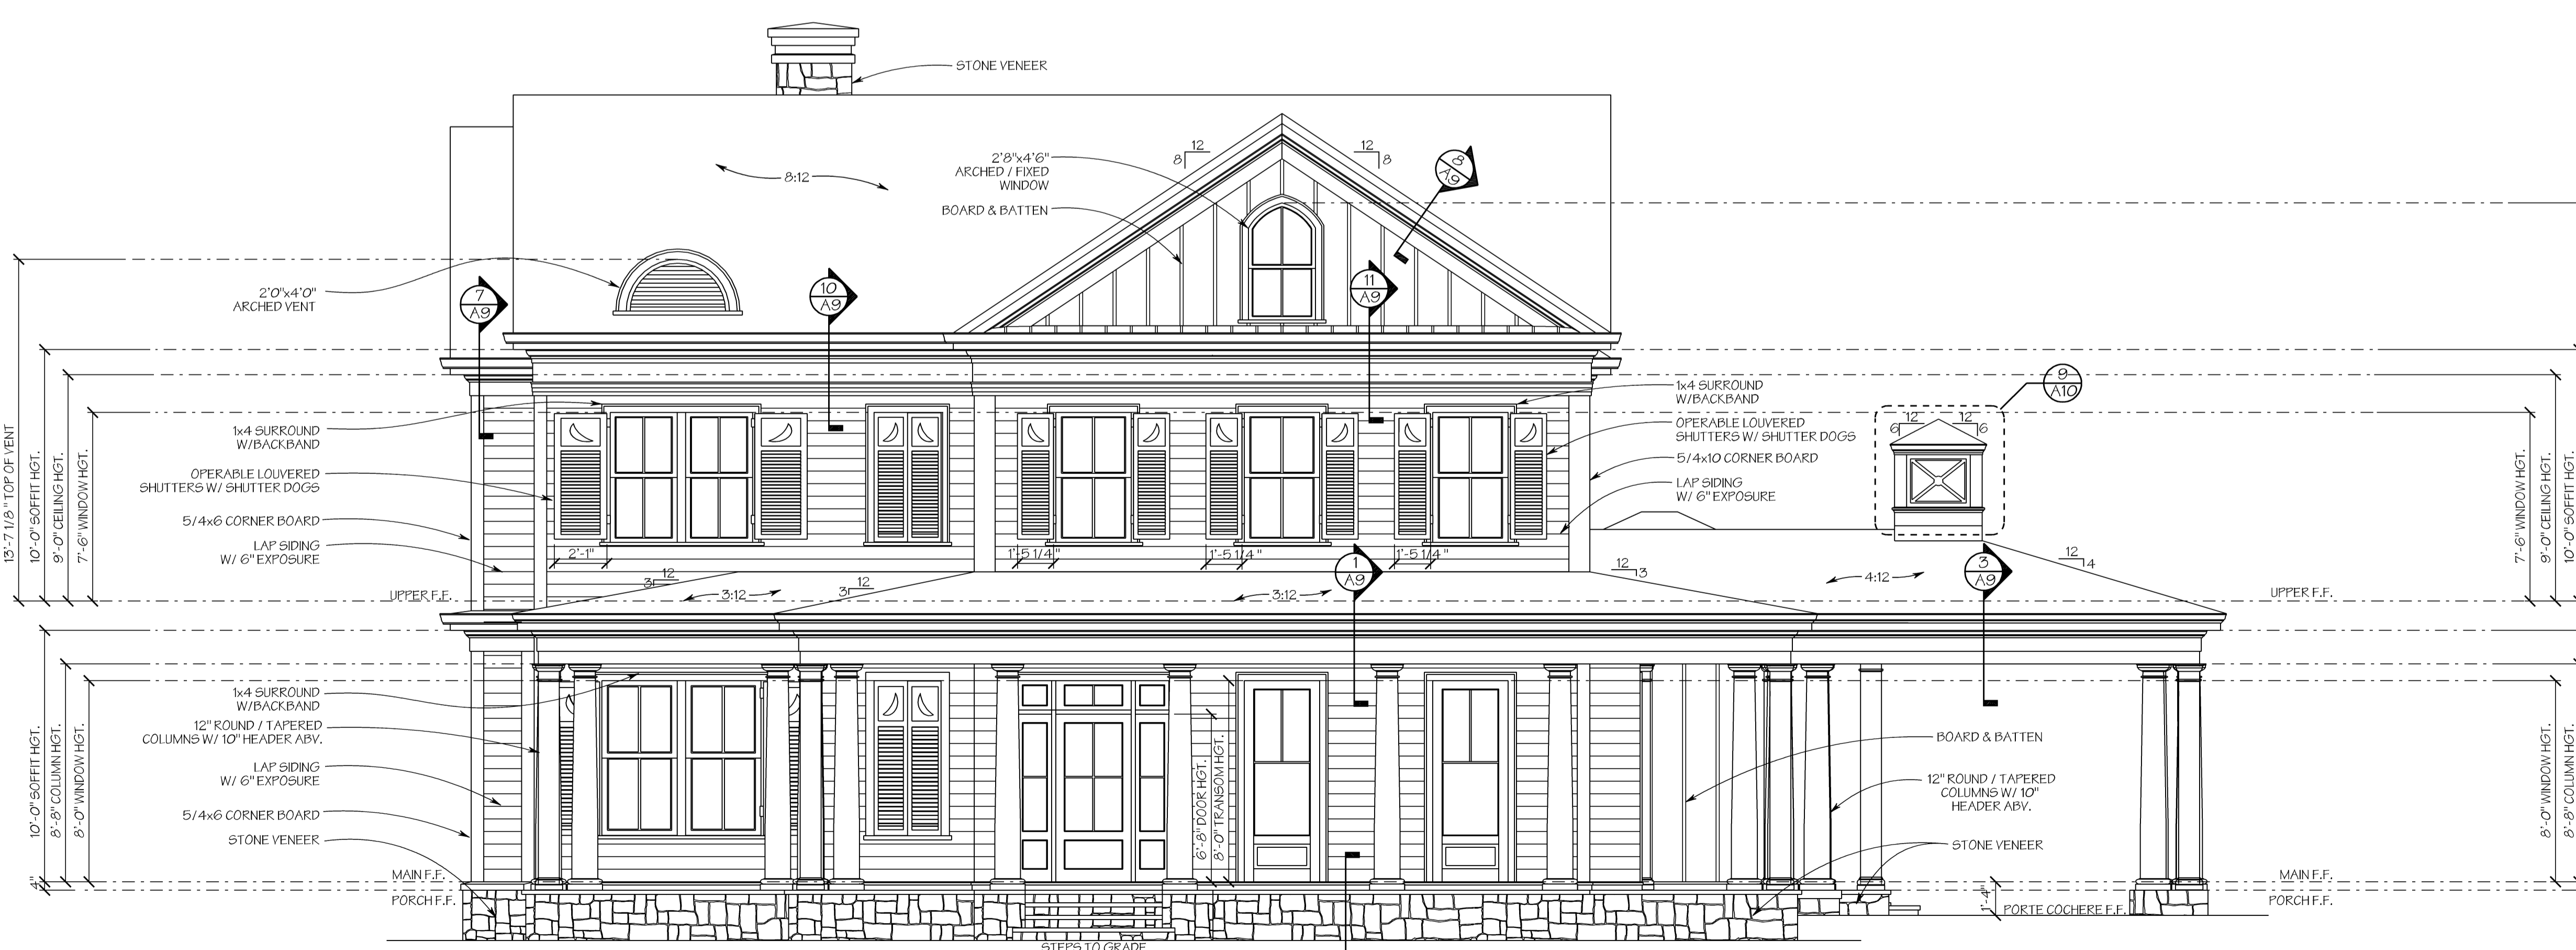 STONE VENEER
2'8"x4'6"
ARCHED / FIXED
WINDOW
BOARD & BATTEN
8:12
12
8
12
8
8
A9
2'0"x4'0"
ARCHED VENT
7
A9
10
A9
11
A9
9
A10
1x4 SURROUND
W/BACKBAND
OPERABLE LOUVERED
SHUTTERS W/ SHUTTER DOGS
5/4x6 CORNER BOARD
LAP SIDING
W/ 6" EXPOSURE
1x4 SURROUND
W/BACKBAND
OPERABLE LOUVERED
SHUTTERS W/ SHUTTER DOGS
5/4x10 CORNER BOARD
LAP SIDING
W/ 6" EXPOSURE
12
6
12
6
13'-7 1/8" TOP OF VENT
10'-0" SOFFIT HGT.
9'-0" CEILING HGT.
7'-6" WINDOW HGT.
7'-6" WINDOW HGT.
9'-0" CEILING HGT.
10'-0" SOFFIT HGT.
2'-1"
1'-5 1/4"
1'-5 1/4"
1'-5 1/4"
1
A9
3
A9
12
3
12
3
12
3
12
4
3:12
3:12
4:12
UPPER F.F.
UPPER F.F.
1x4 SURROUND
W/BACKBAND
12" ROUND / TAPERED
COLUMNS W/ 10" HEADER ABV.
LAP SIDING
W/ 6" EXPOSURE
5/4x6 CORNER BOARD
STONE VENEER
10'-0" SOFFIT HGT.
8'-8" COLUMN HGT.
8'-0" WINDOW HGT.
6'-8" DOOR HGT.
8'-0" TRANSOM HGT.
BOARD & BATTEN
12" ROUND / TAPERED
COLUMNS W/ 10"
HEADER ABV.
STONE VENEER
8'-0" WINDOW HGT.
8'-8" COLUMN HGT.
4"
MAIN F.F.
PORCH F.F.
1'-4"
PORTE COCHERE F.F.
MAIN F.F.
PORCH F.F.
STEPS TO GRADE